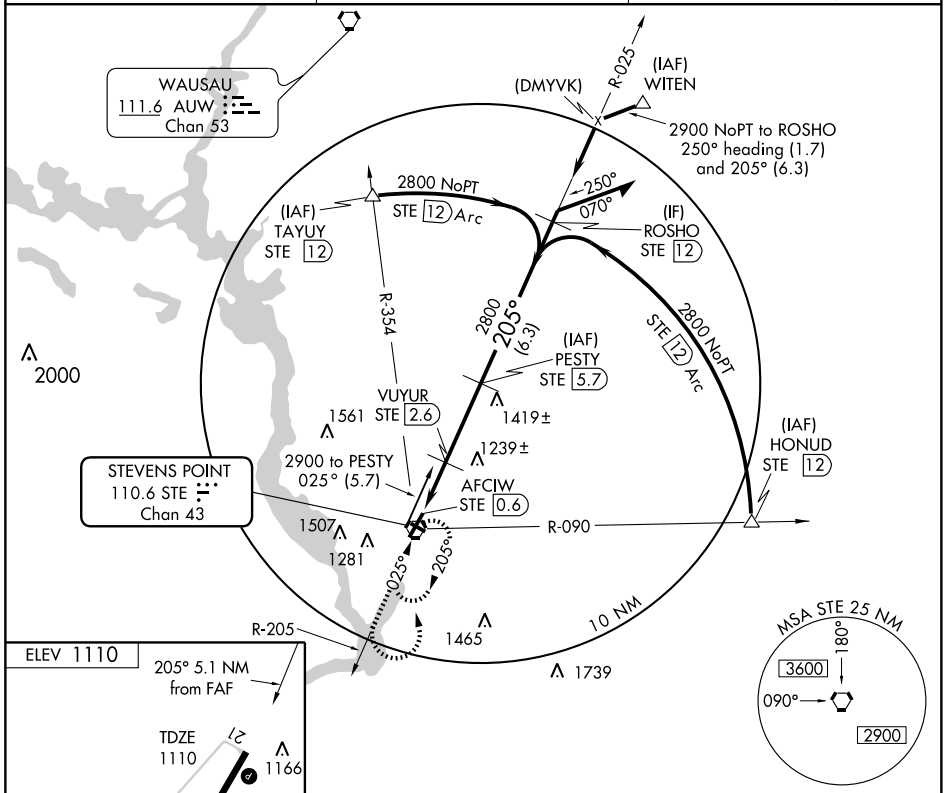 WAUSAU
111.6 AUW
Chan 53
R-025
(IAF)
WITEN
(DMYVK)
2900 NoPT to ROSHO
250° heading (1.7)
and 205° (6.3)
2800 NoPT
STE 12 Arc
(IAF)
TAYUY
STE 12
250°
070°
(IF)
ROSHO
STE 12
R-354
2800
205°
(6.3)
2800 NoPT
STE 12 Arc
(IAF)
PESTY
STE 5.7
2000
VUYUR
STE 2.6
1419±
1561
1239±
(IAF)
HONUD
STE 12
2900 to PESTY
025° (5.7)
STEVENS POINT
110.6 STE
Chan 43
AFCIW
STE 0.6
1507
1281
R-090
025°
205°
R-205
1465
10 NM
1739
MSA STE 25 NM
180°
3600
090°
2900
ELEV 1110
205° 5.1 NM
from FAF
TDZE
1110
21
P
1166